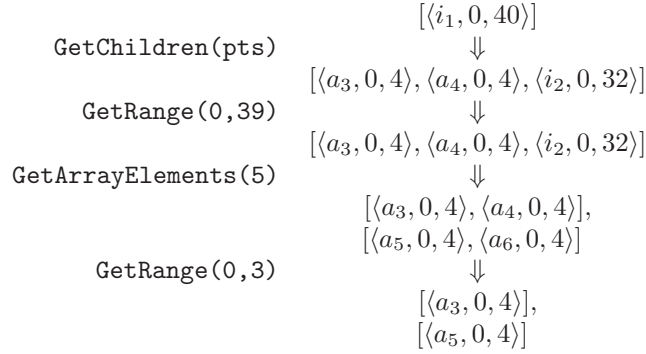 [⟨i₁, 0, 40⟩]
GetChildren(pts) ⇓
[⟨a₃, 0, 4⟩, ⟨a₄, 0, 4⟩, ⟨i₂, 0, 32⟩]
GetRange(0,39) ⇓
[⟨a₃, 0, 4⟩, ⟨a₄, 0, 4⟩, ⟨i₂, 0, 32⟩]
GetArrayElements(5) ⇓
[⟨a₃, 0, 4⟩, ⟨a₄, 0, 4⟩],
[⟨a₅, 0, 4⟩, ⟨a₆, 0, 4⟩]
GetRange(0,3) ⇓
[⟨a₃, 0, 4⟩],
[⟨a₅, 0, 4⟩]